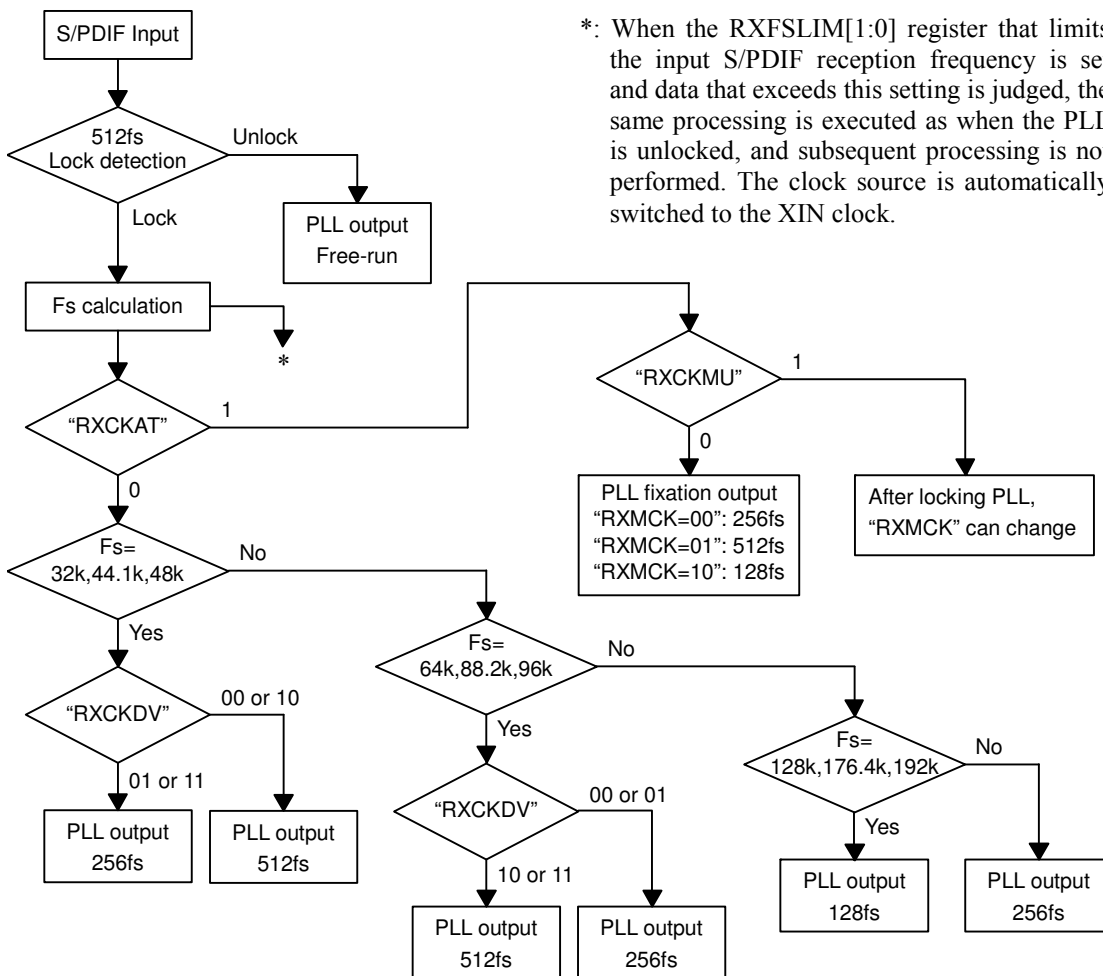 S/PDIF Input
*: When the RXFSLIM[1:0] register that limits
the input S/PDIF reception frequency is se
and data that exceeds this setting is judged, the
same processing is executed as when the PLL
is unlocked, and subsequent processing is no
performed. The clock source is automatically
switched to the XIN clock.
512fs
Lock detection
Unlock
Lock
PLL output
Free-run
Fs calculation
*
“RXCKAT”
1
0
“RXCKMU”
1
0
PLL fixation output
“RXMCK=00”: 256fs
“RXMCK=01”: 512fs
“RXMCK=10”: 128fs
After locking PLL,
“RXMCK” can change
Fs=
32k,44.1k,48k
No
Yes
Fs=
64k,88.2k,96k
No
Yes
“RXCKDV”
00 or 10
01 or 11
PLL output
256fs
PLL output
512fs
“RXCKDV”
00 or 01
10 or 11
PLL output
512fs
PLL output
256fs
Fs=
128k,176.4k,192k
No
Yes
PLL output
128fs
PLL output
256fs